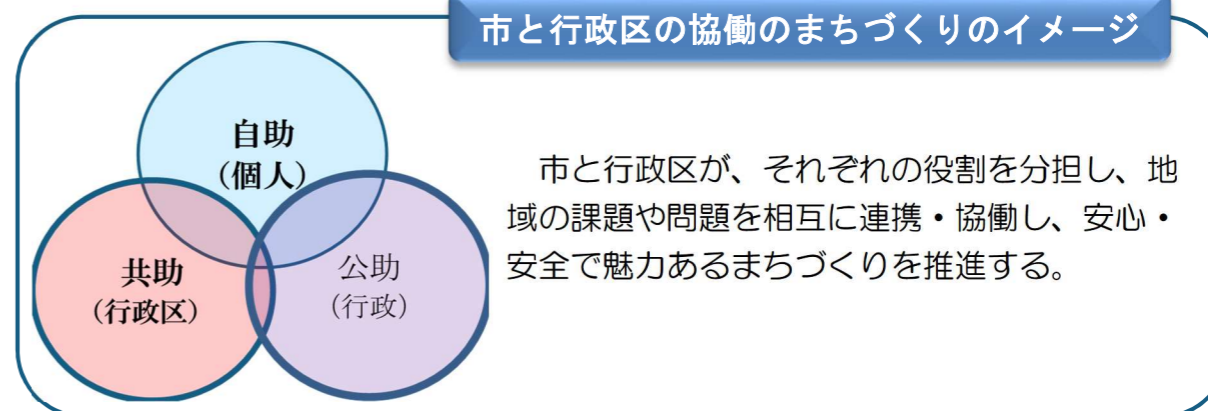 市と行政区の協働のまちづくりのイメージ
自助
（個人）
共助
（行政区）
公助
（行政）
市と行政区が、それぞれの役割を分担し、地
域の課題や問題を相互に連携・協働し、安心・
安全で魅力あるまちづくりを推進する。